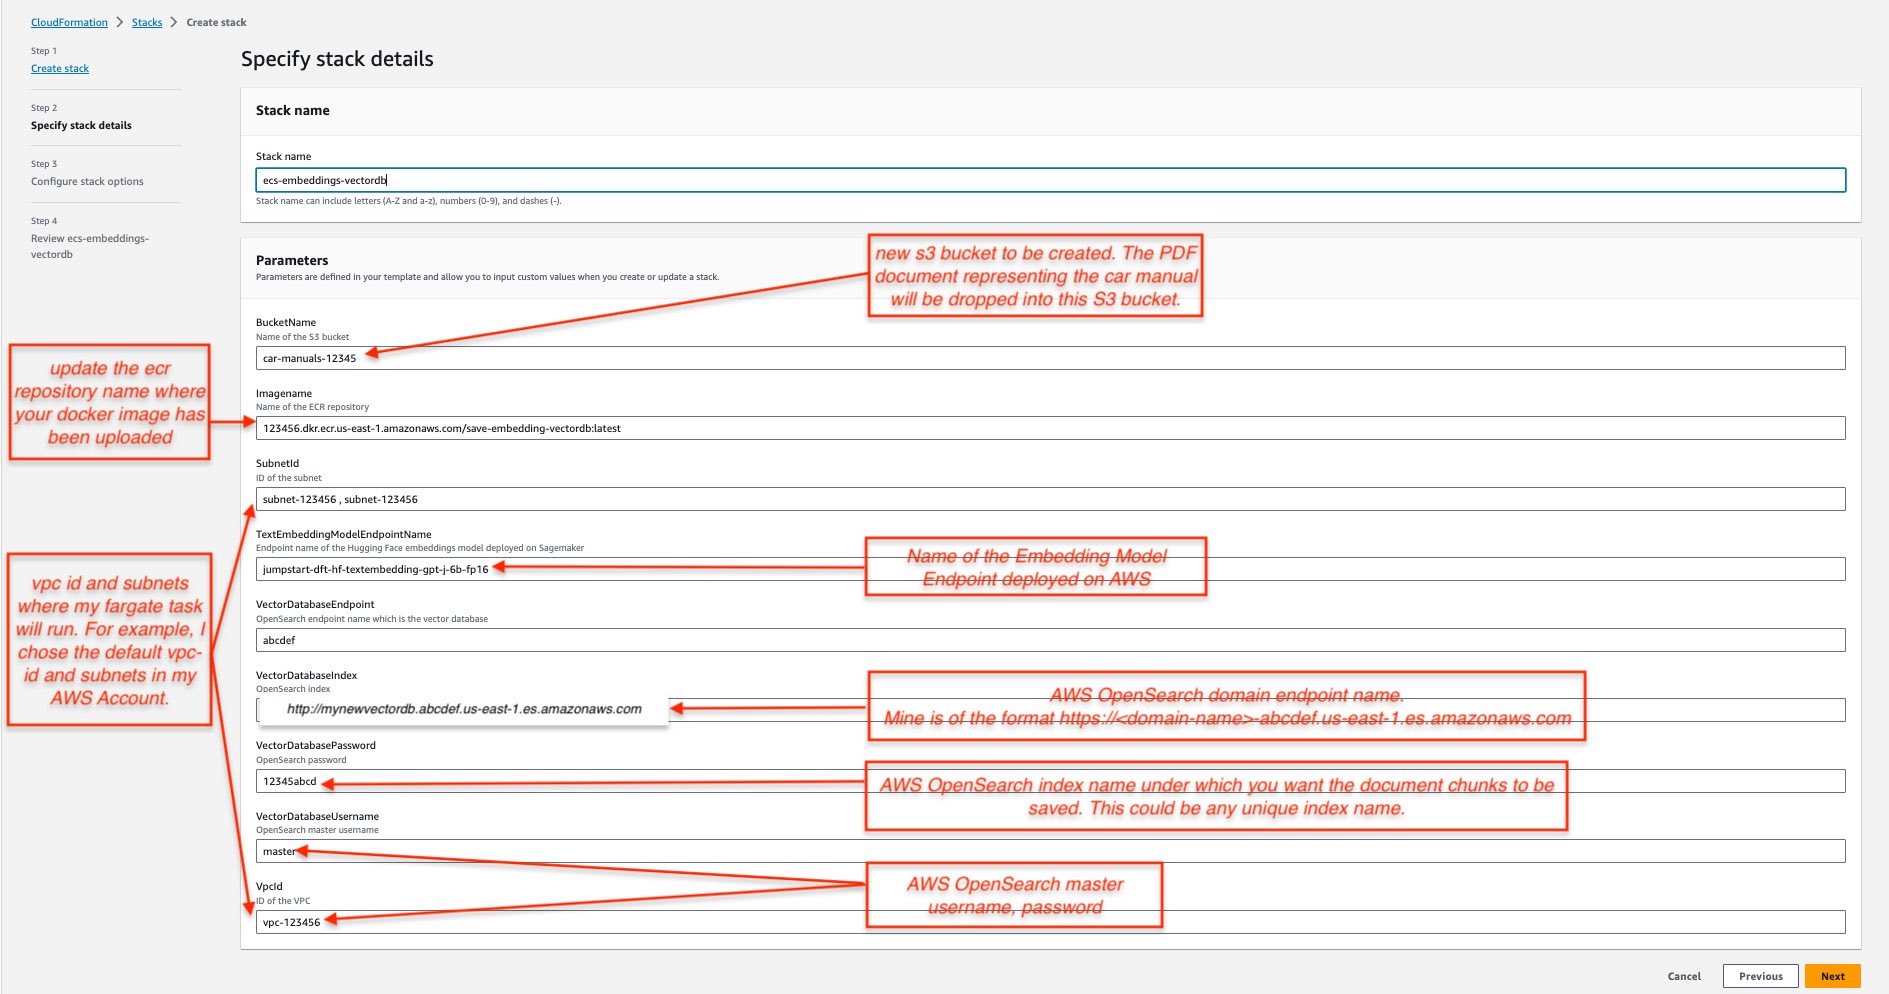 CloudFormation > Stacks > Create stack
Step 1
Create stack
Step 2
Specify stack details
Step 3
Configure stack options
Step 4
Review ecs-embeddings-
vectordb
Specify stack details
Stack name
Stack name
ecs-embeddings-vectordb
Stack name can include letters (A-Z and a-z), numbers (0-9), and dashes (-).
Parameters
Parameters are defined in your template and allow you to input custom values when you create or update a stack.
new s3 bucket to be created. The PDF
document representing the car manual
will be dropped into this S3 bucket.
BucketName
Name of the S3 bucket
car-manuals-12345
update the ecr
repository name where
your docker image has
been uploaded
Imagename
Name of the ECR repository
123456.dkr.ecr.us-east-1.amazonaws.com/save-embedding-vectordb:latest
SubnetId
ID of the subnet
subnet-123456 , subnet-123456
vpc id and subnets
where my fargate task
will run. For example, I
chose the default vpc-
id and subnets in my
AWS Account.
TextEmbeddingModelEndpointName
Endpoint name of the Hugging Face embeddings model deployed on Sagemaker
jumpstart-dft-hf-textembedding-gpt-j-6b-fp16
Name of the Embedding Model
Endpoint deployed on AWS
VectorDatabaseEndpoint
OpenSearch endpoint name which is the vector database
abcdef
VectorDatabaseIndex
OpenSearch index
http://mynewvectordb.abcdef.us-east-1.es.amazonaws.com
AWS OpenSearch domain endpoint name.
Mine is of the format https://<domain-name>-abcdef.us-east-1.es.amazonaws.com
VectorDatabasePassword
OpenSearch password
12345abcd
AWS OpenSearch index name under which you want the document chunks to be
saved. This could be any unique index name.
VectorDatabaseUsername
OpenSearch master username
master
AWS OpenSearch master
username, password
VpcId
ID of the VPC
vpc-123456
Cancel
Previous
Next